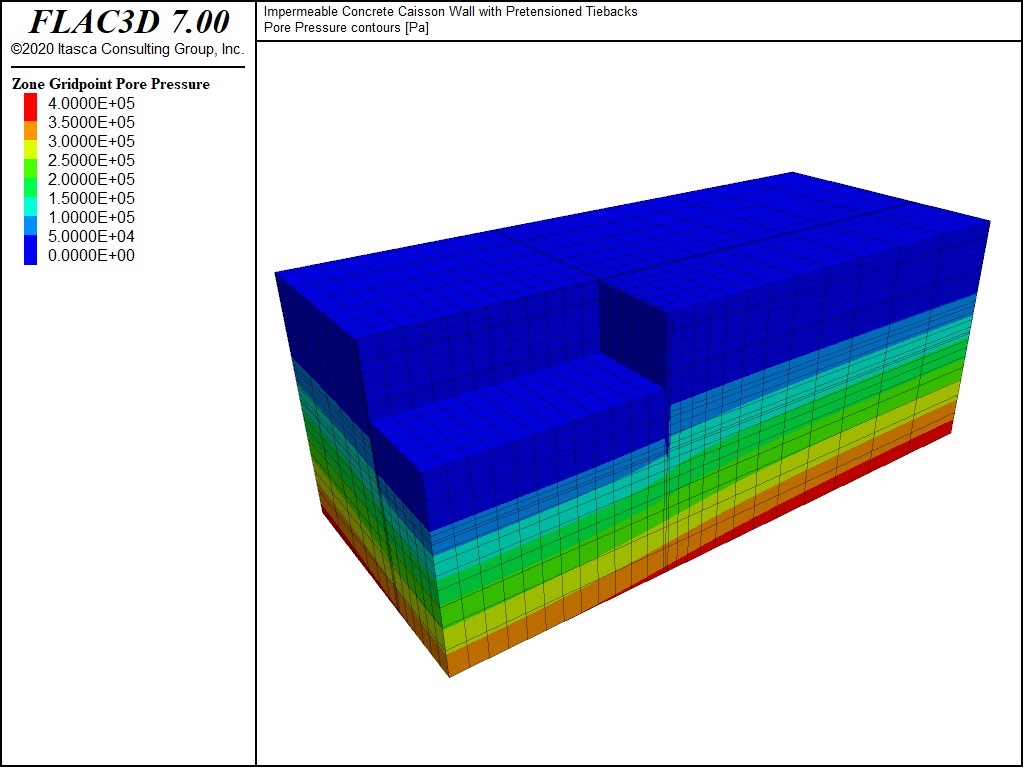 FLAC3D 7.00
©2020 Itasca Consulting Group, Inc.
Zone Gridpoint Pore Pressure
4.0000E+05
3.5000E+05
3.0000E+05
2.5000E+05
2.0000E+05
1.5000E+05
1.0000E+05
5.0000E+04
0.0000E+00
Impermeable Concrete Caisson Wall with Pretensioned Tiebacks
Pore Pressure contours [Pa]